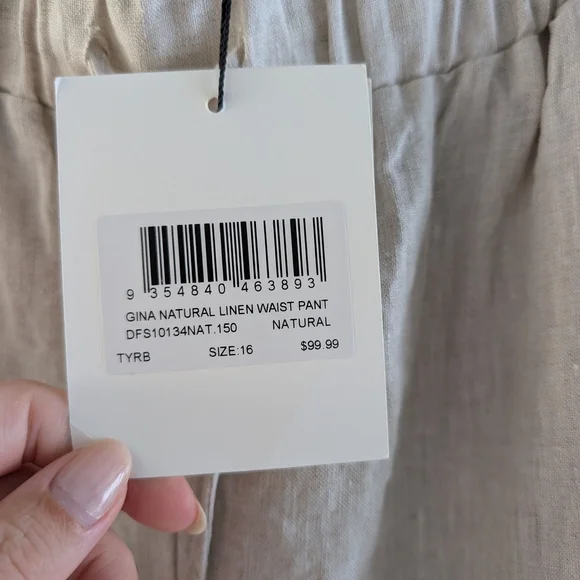 9 354840 463893
GINA NATURAL LINEN WAIST PANT
DFS10134NAT.150 NATURAL
TYRB SIZE:16 $99.99